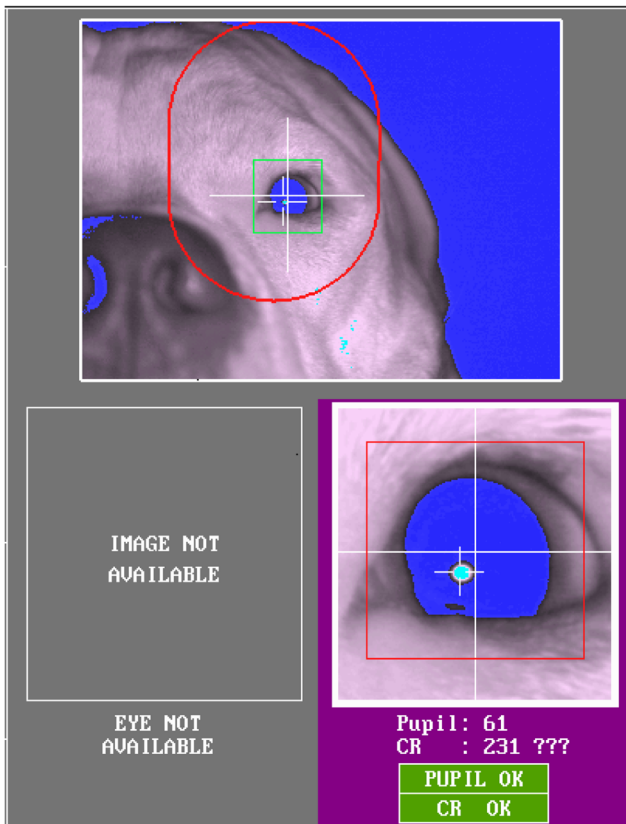 IMAGE NOT
AVAILABLE
EYE NOT
AVAILABLE
Pupil: 61
CR : 231 ???
PUPIL OK
CR OK